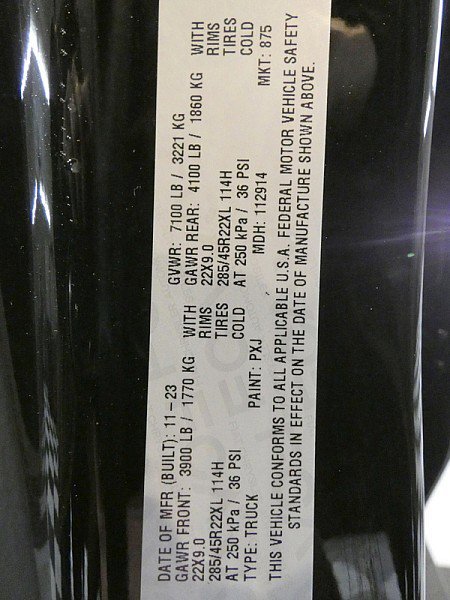 DATE OF MFR (BUILT): 11-23 GVWR: 7100 LB / 3221 KG
GAWR FRONT: 3900 LB / 1770 KG WITH GAWR REAR: 4100 LB / 1860 KG WITH
22X9.0 RIMS 22X9.0 RIMS
285/45R22XL 114H TIRES 285/45R22XL 114H TIRES
AT 250 kPa / 36 PSI COLD AT 250 kPa / 36 PSI COLD
TYPE: TRUCK PAINT: PXJ MDH: 112914 MKT: 875
THIS VEHICLE CONFORMS TO ALL APPLICABLE U.S.A. FEDERAL MOTOR VEHICLE SAFETY
STANDARDS IN EFFECT ON THE DATE OF MANUFACTURE SHOWN ABOVE.